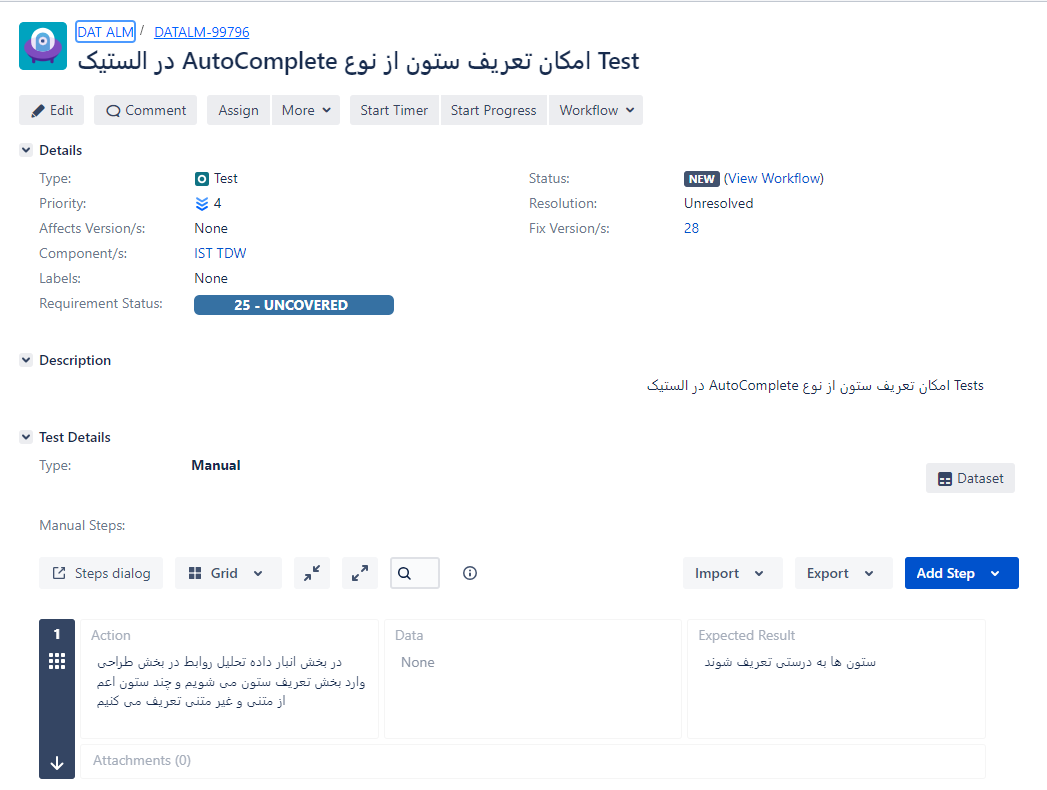 DAT ALM / DATALM-99796
Test امکان تعریف ستون از نوع AutoComplete در الستیک
Edit Comment Assign More Start Timer Start Progress Workflow
Details
Type: Test
Status: NEW (View Workflow)
Priority: 4
Resolution: Unresolved
Affects Version/s: None
Fix Version/s: 28
Component/s: IST TDW
Labels: None
Requirement Status: 25 - UNCOVERED
Description
Tests امکان تعریف ستون از نوع AutoComplete در الستیک
Test Details
Type: Manual
Dataset
Manual Steps:
Steps dialog Grid Import Export Add Step
1
Action
در بخش انبار داده تحلیل روابط در بخش طراحی
وارد بخش تعریف ستون می شویم و چند ستون اعم
از متنی و غیر متنی تعریف می کنیم
Data
None
Expected Result
ستون ها به درستی تعریف شوند
Attachments (0)